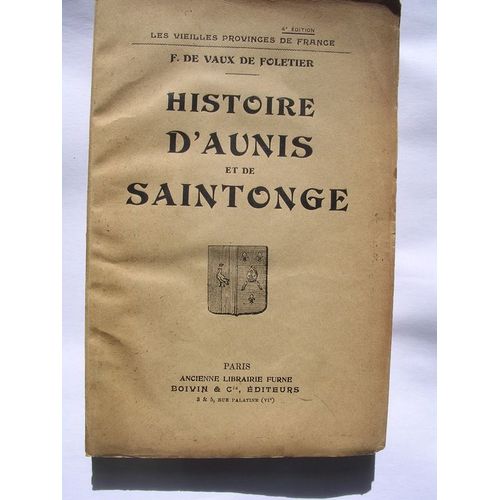 4e ÉDITION
LES VIEILLES PROVINCES DE FRANCE
F. DE VAUX DE FOLETIER
HISTOIRE
D'AUNIS
ET DE
SAINTONGE
PARIS
ANCIENNE LIBRAIRIE FURNE
BOIVIN & Cie, ÉDITEURS
3 & 5, RUE PALATINE (VIe)